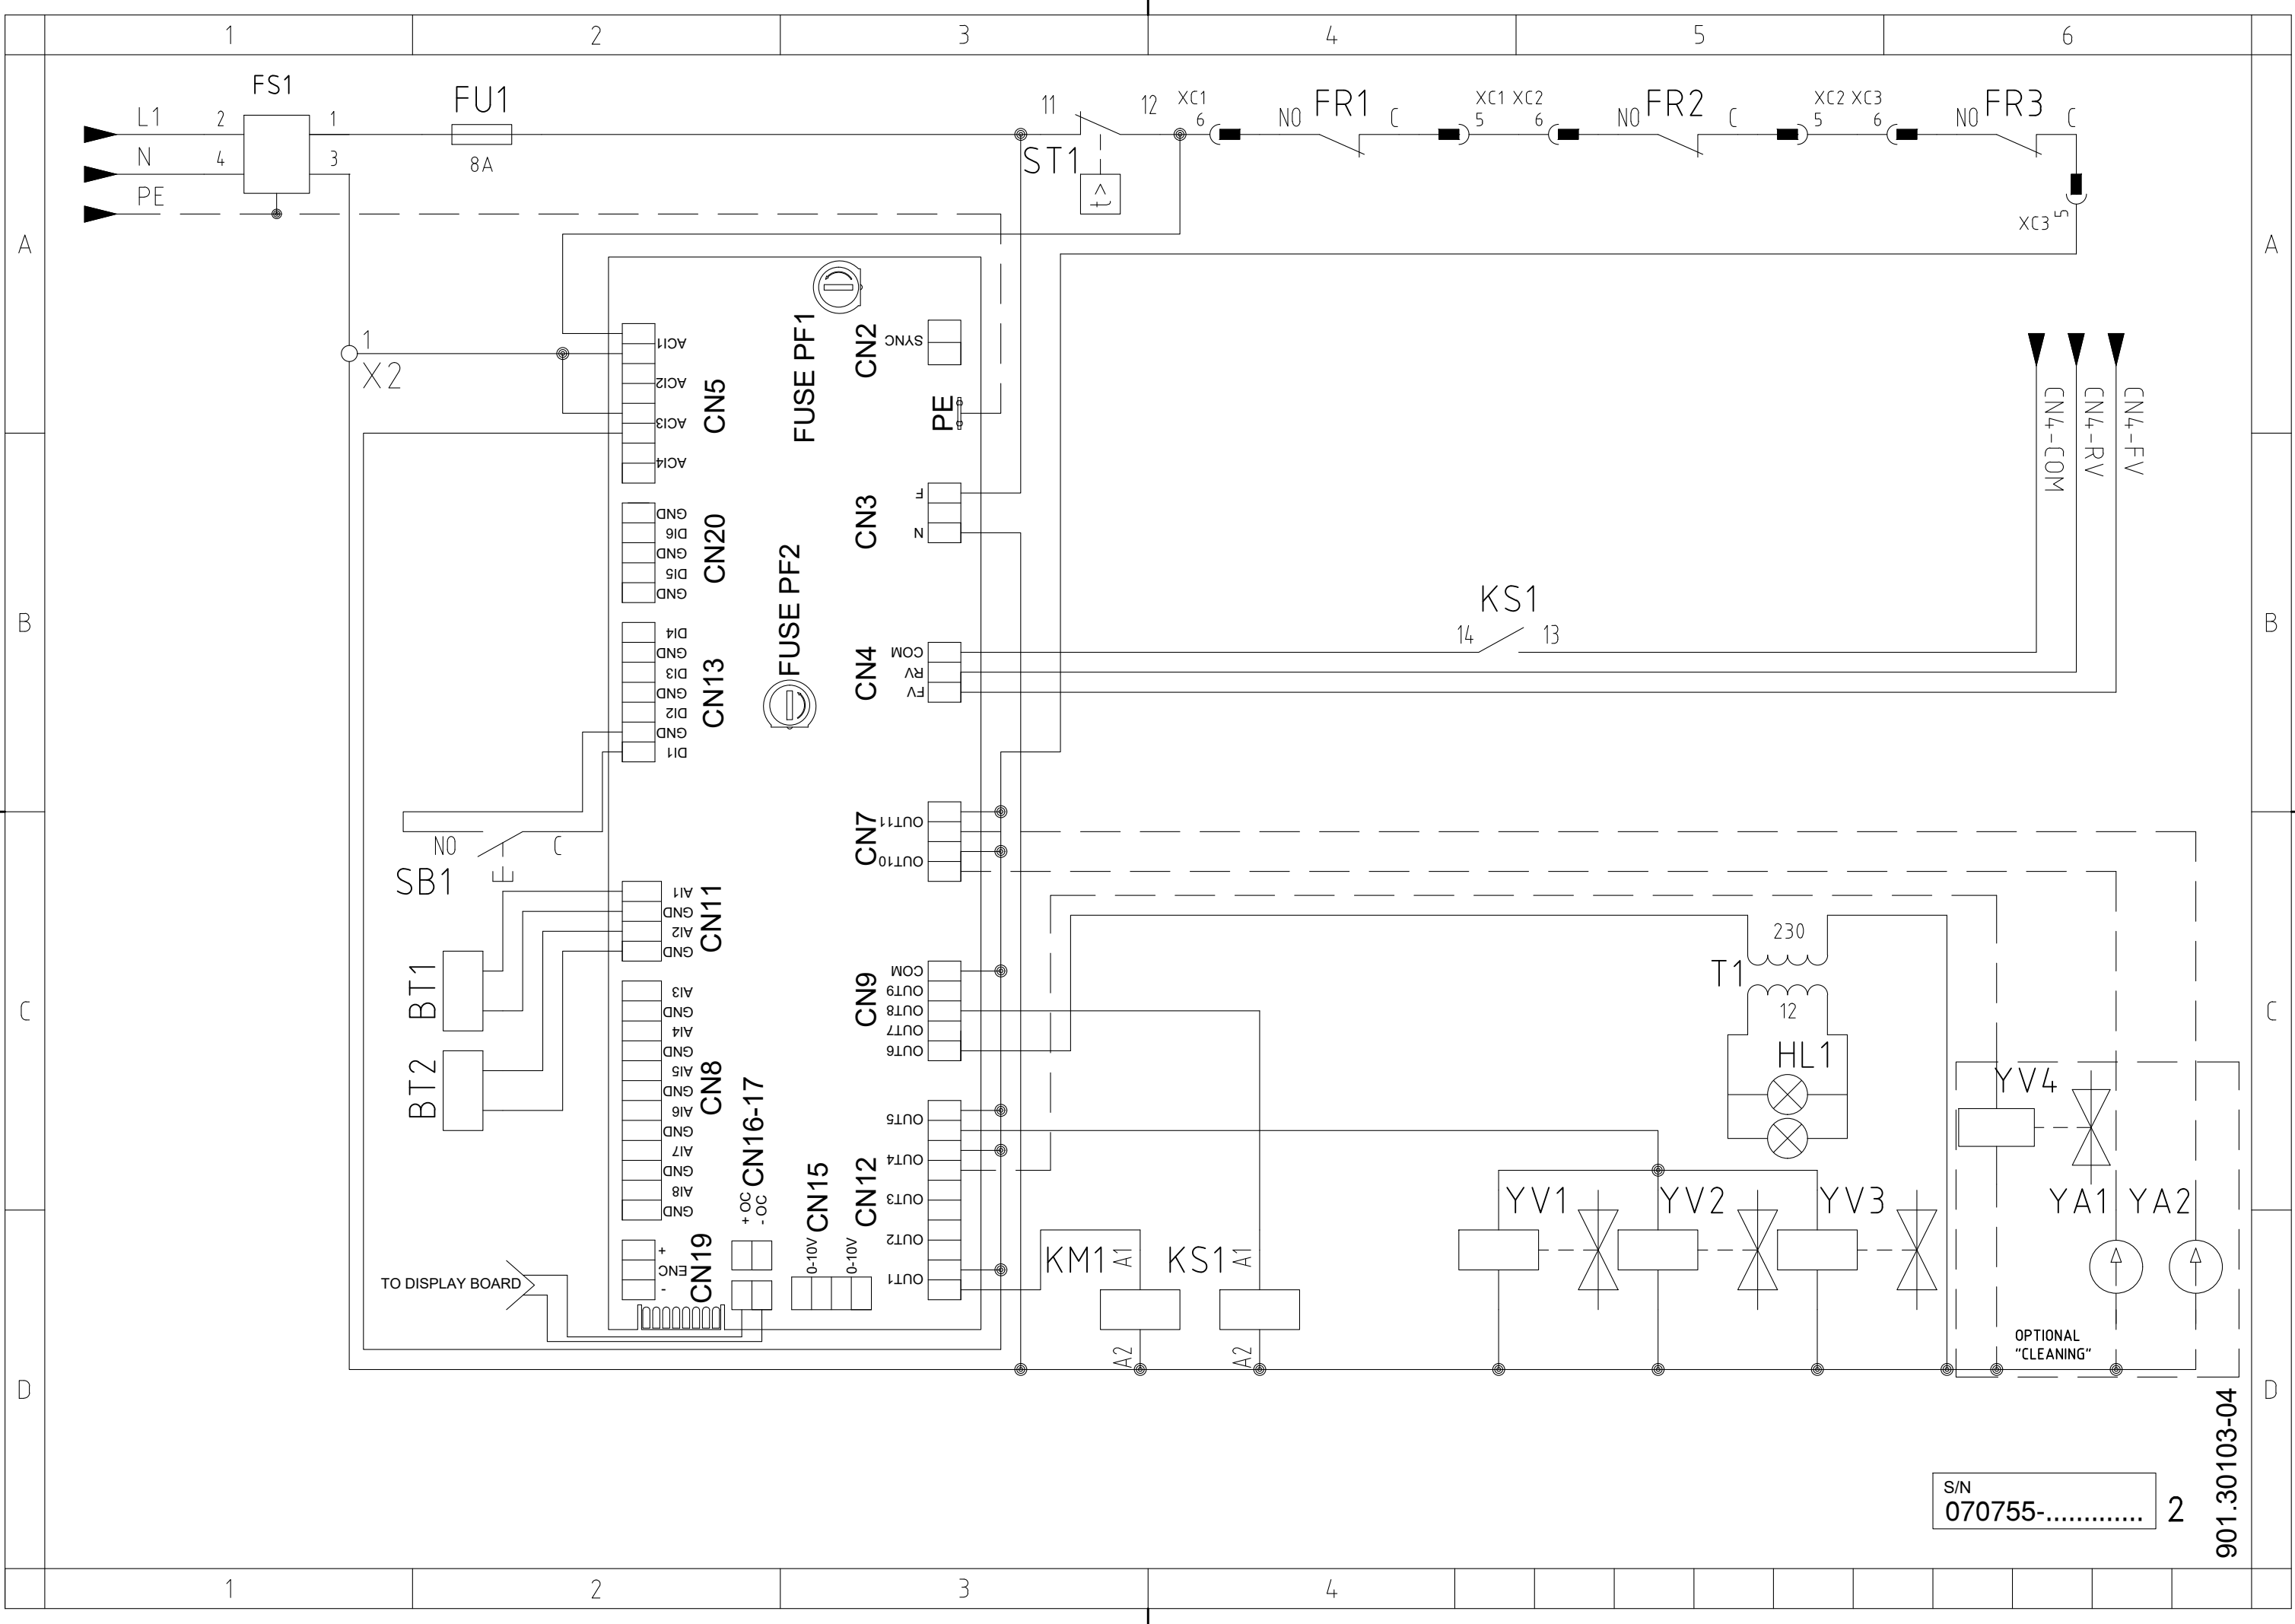 1 2 3 4 5 6
FS1
FU1
L1 2 1
N 4 3
PE
8A
11 12
ST1
t>
XC1
6
NO FR1 C
XC1 XC2
5 6
NO FR2 C
XC2 XC3
5 6
NO FR3 C
XC3 5
A A
1
X2
ACI1
ACI2
ACI3
ACI4
CN5
FUSE PF1
CN2
SYNC
PE
CN4-COM
CN4-RV
CN4-FV
B B
GND
DI6
GND
DI5
GND
CN20
CN3
F
N
DI4
GND
DI3
GND
DI2
GND
DI1
CN13
FUSE PF2
CN4
COM
RV
FV
KS1
14 13
NO C
SB1
CN7
OUT11
OUT10
C C
AI1
GND
AI2
GND
CN11
BT1
BT2
CN9
COM
OUT9
OUT8
OUT7
OUT6
230
T1
12
HL1
AI3
GND
AI4
GND
AI5
GND
AI6
GND
AI7
GND
AI8
GND
CN8
CN16-17
+ OC
- OC
CN15
0-10V
0-10V
CN12
OUT5
OUT4
OUT3
OUT2
OUT1
YV4
YV1 YV2 YV3
YA1 YA2
+
ENC
-
CN19
TO DISPLAY BOARD
KM1 A1
A2
KS1 A1
A2
OPTIONAL
"CLEANING"
D D
S/N
070755-.............
2
901.30103-04
1 2 3 4